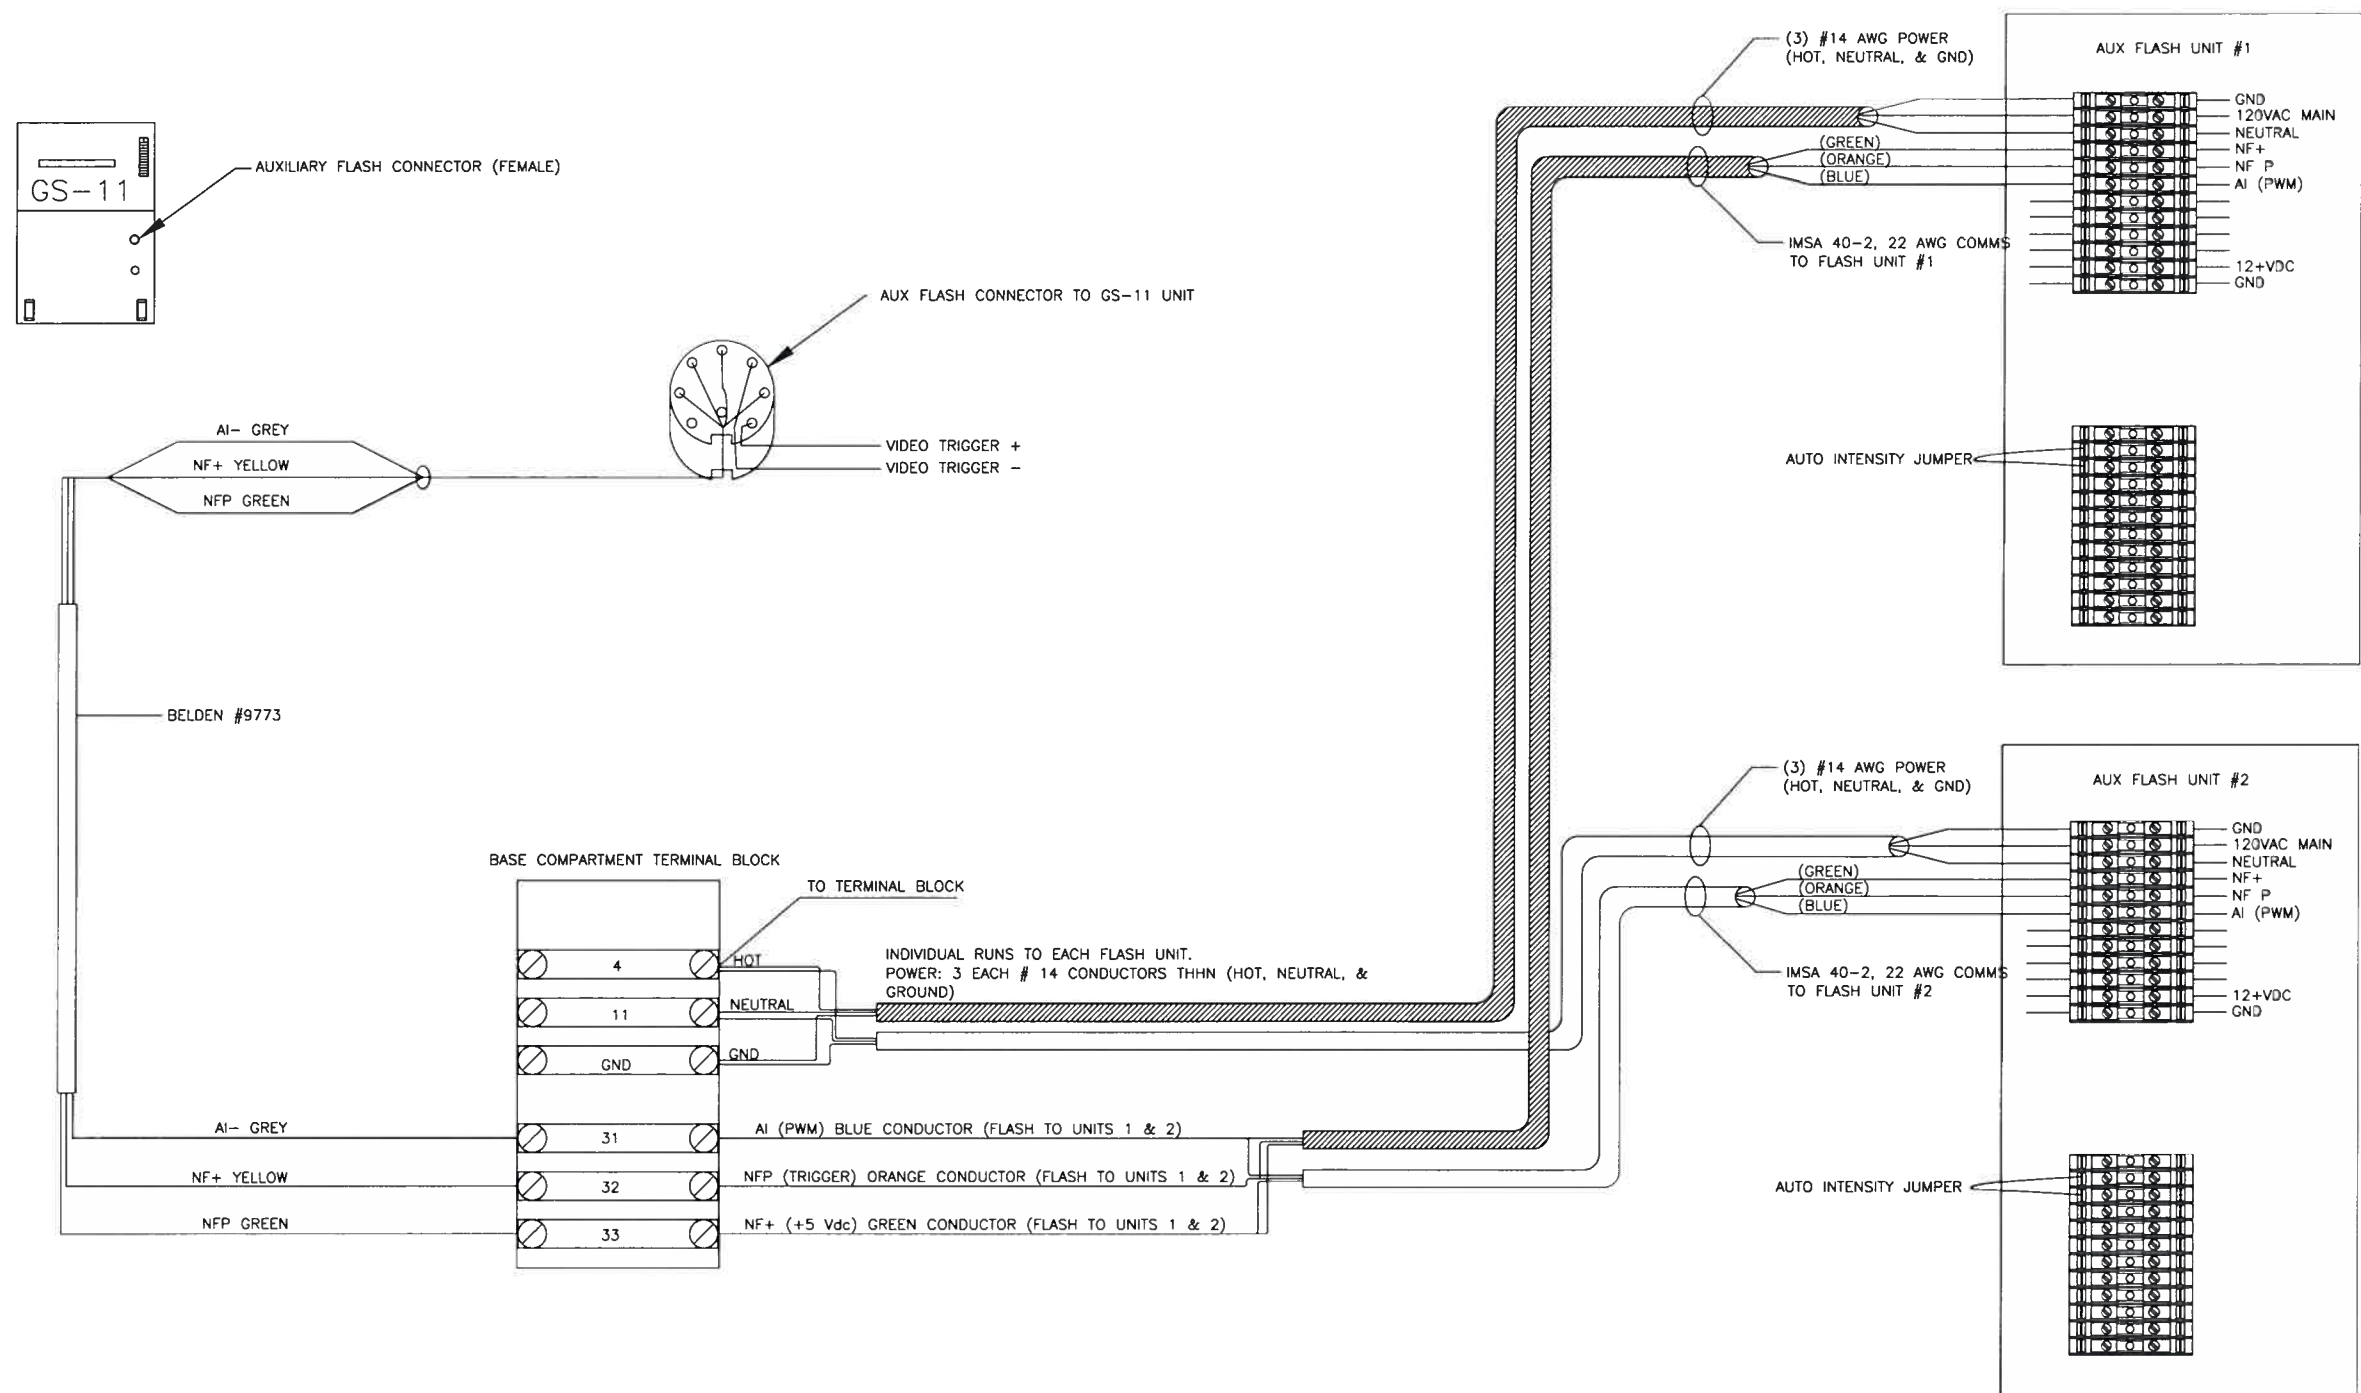 (3) #14 AWG POWER
(HOT, NEUTRAL, & GND)
AUX FLASH UNIT #1
GND
120VAC MAIN
NEUTRAL
(GREEN)
NF+
(ORANGE)
NF P
(BLUE)
AI (PWM)
IMSA 40-2, 22 AWG COMMS
TO FLASH UNIT #1
12+VDC
GND
GS-11
AUXILIARY FLASH CONNECTOR (FEMALE)
AUX FLASH CONNECTOR TO GS-11 UNIT
AI- GREY
NF+ YELLOW
NFP GREEN
VIDEO TRIGGER +
VIDEO TRIGGER -
AUTO INTENSITY JUMPER
BELDEN #9773
(3) #14 AWG POWER
(HOT, NEUTRAL, & GND)
AUX FLASH UNIT #2
GND
120VAC MAIN
NEUTRAL
(GREEN)
NF+
(ORANGE)
NF P
(BLUE)
AI (PWM)
IMSA 40-2, 22 AWG COMMS
TO FLASH UNIT #2
12+VDC
GND
BASE COMPARTMENT TERMINAL BLOCK
TO TERMINAL BLOCK
4
HOT
11
NEUTRAL
GND
GND
INDIVIDUAL RUNS TO EACH FLASH UNIT.
POWER: 3 EACH # 14 CONDUCTORS THHN (HOT, NEUTRAL, &
GROUND)
AI- GREY
31
AI (PWM) BLUE CONDUCTOR (FLASH TO UNITS 1 & 2)
NF+ YELLOW
32
NFP (TRIGGER) ORANGE CONDUCTOR (FLASH TO UNITS 1 & 2)
NFP GREEN
33
NF+ (+5 Vdc) GREEN CONDUCTOR (FLASH TO UNITS 1 & 2)
AUTO INTENSITY JUMPER